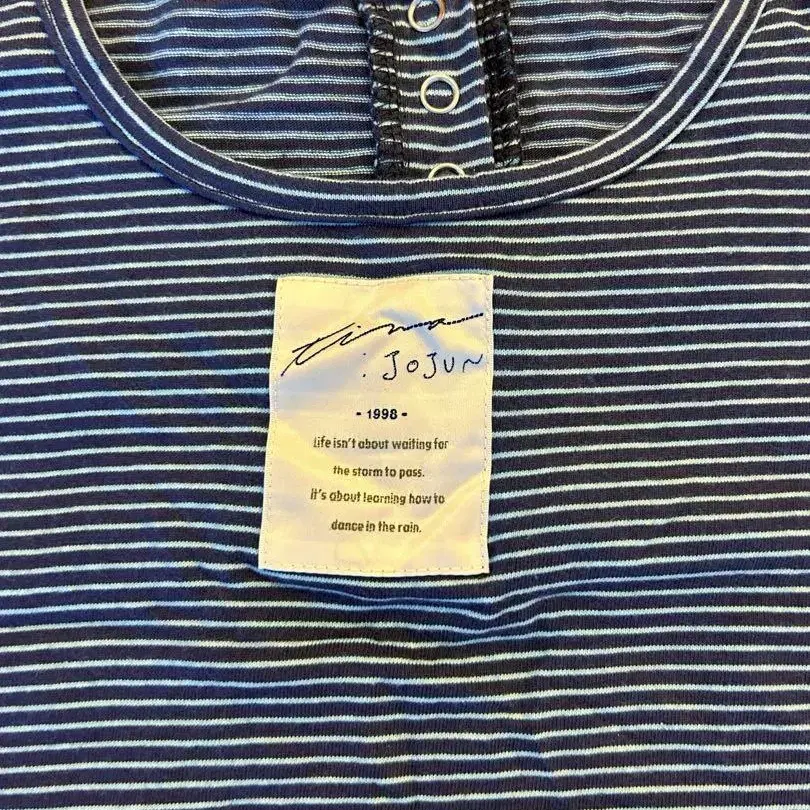 tina
: JOJUN
- 1998 -
Life isn't about waiting for
the storm to pass.
It's about learning how to
dance in the rain.